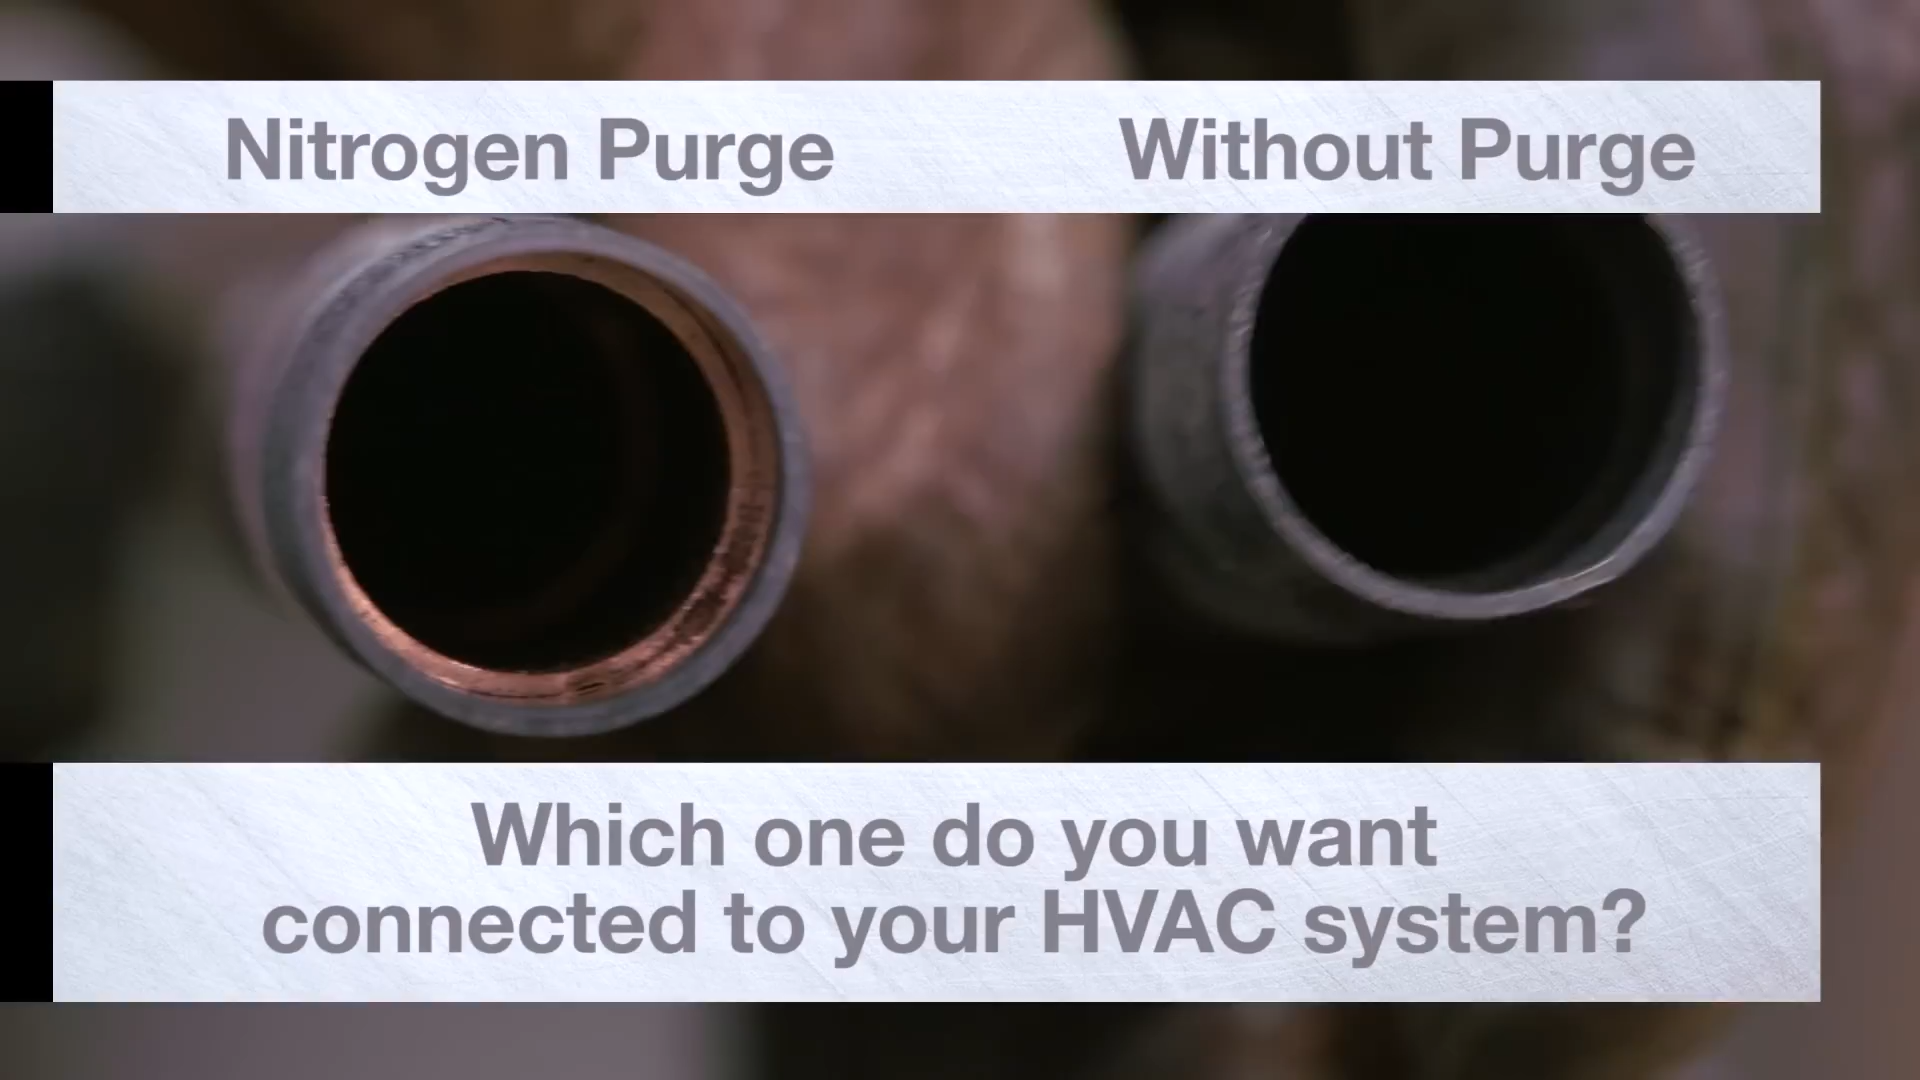 Nitrogen Purge
Without Purge
Which one do you want
connected to your HVAC system?